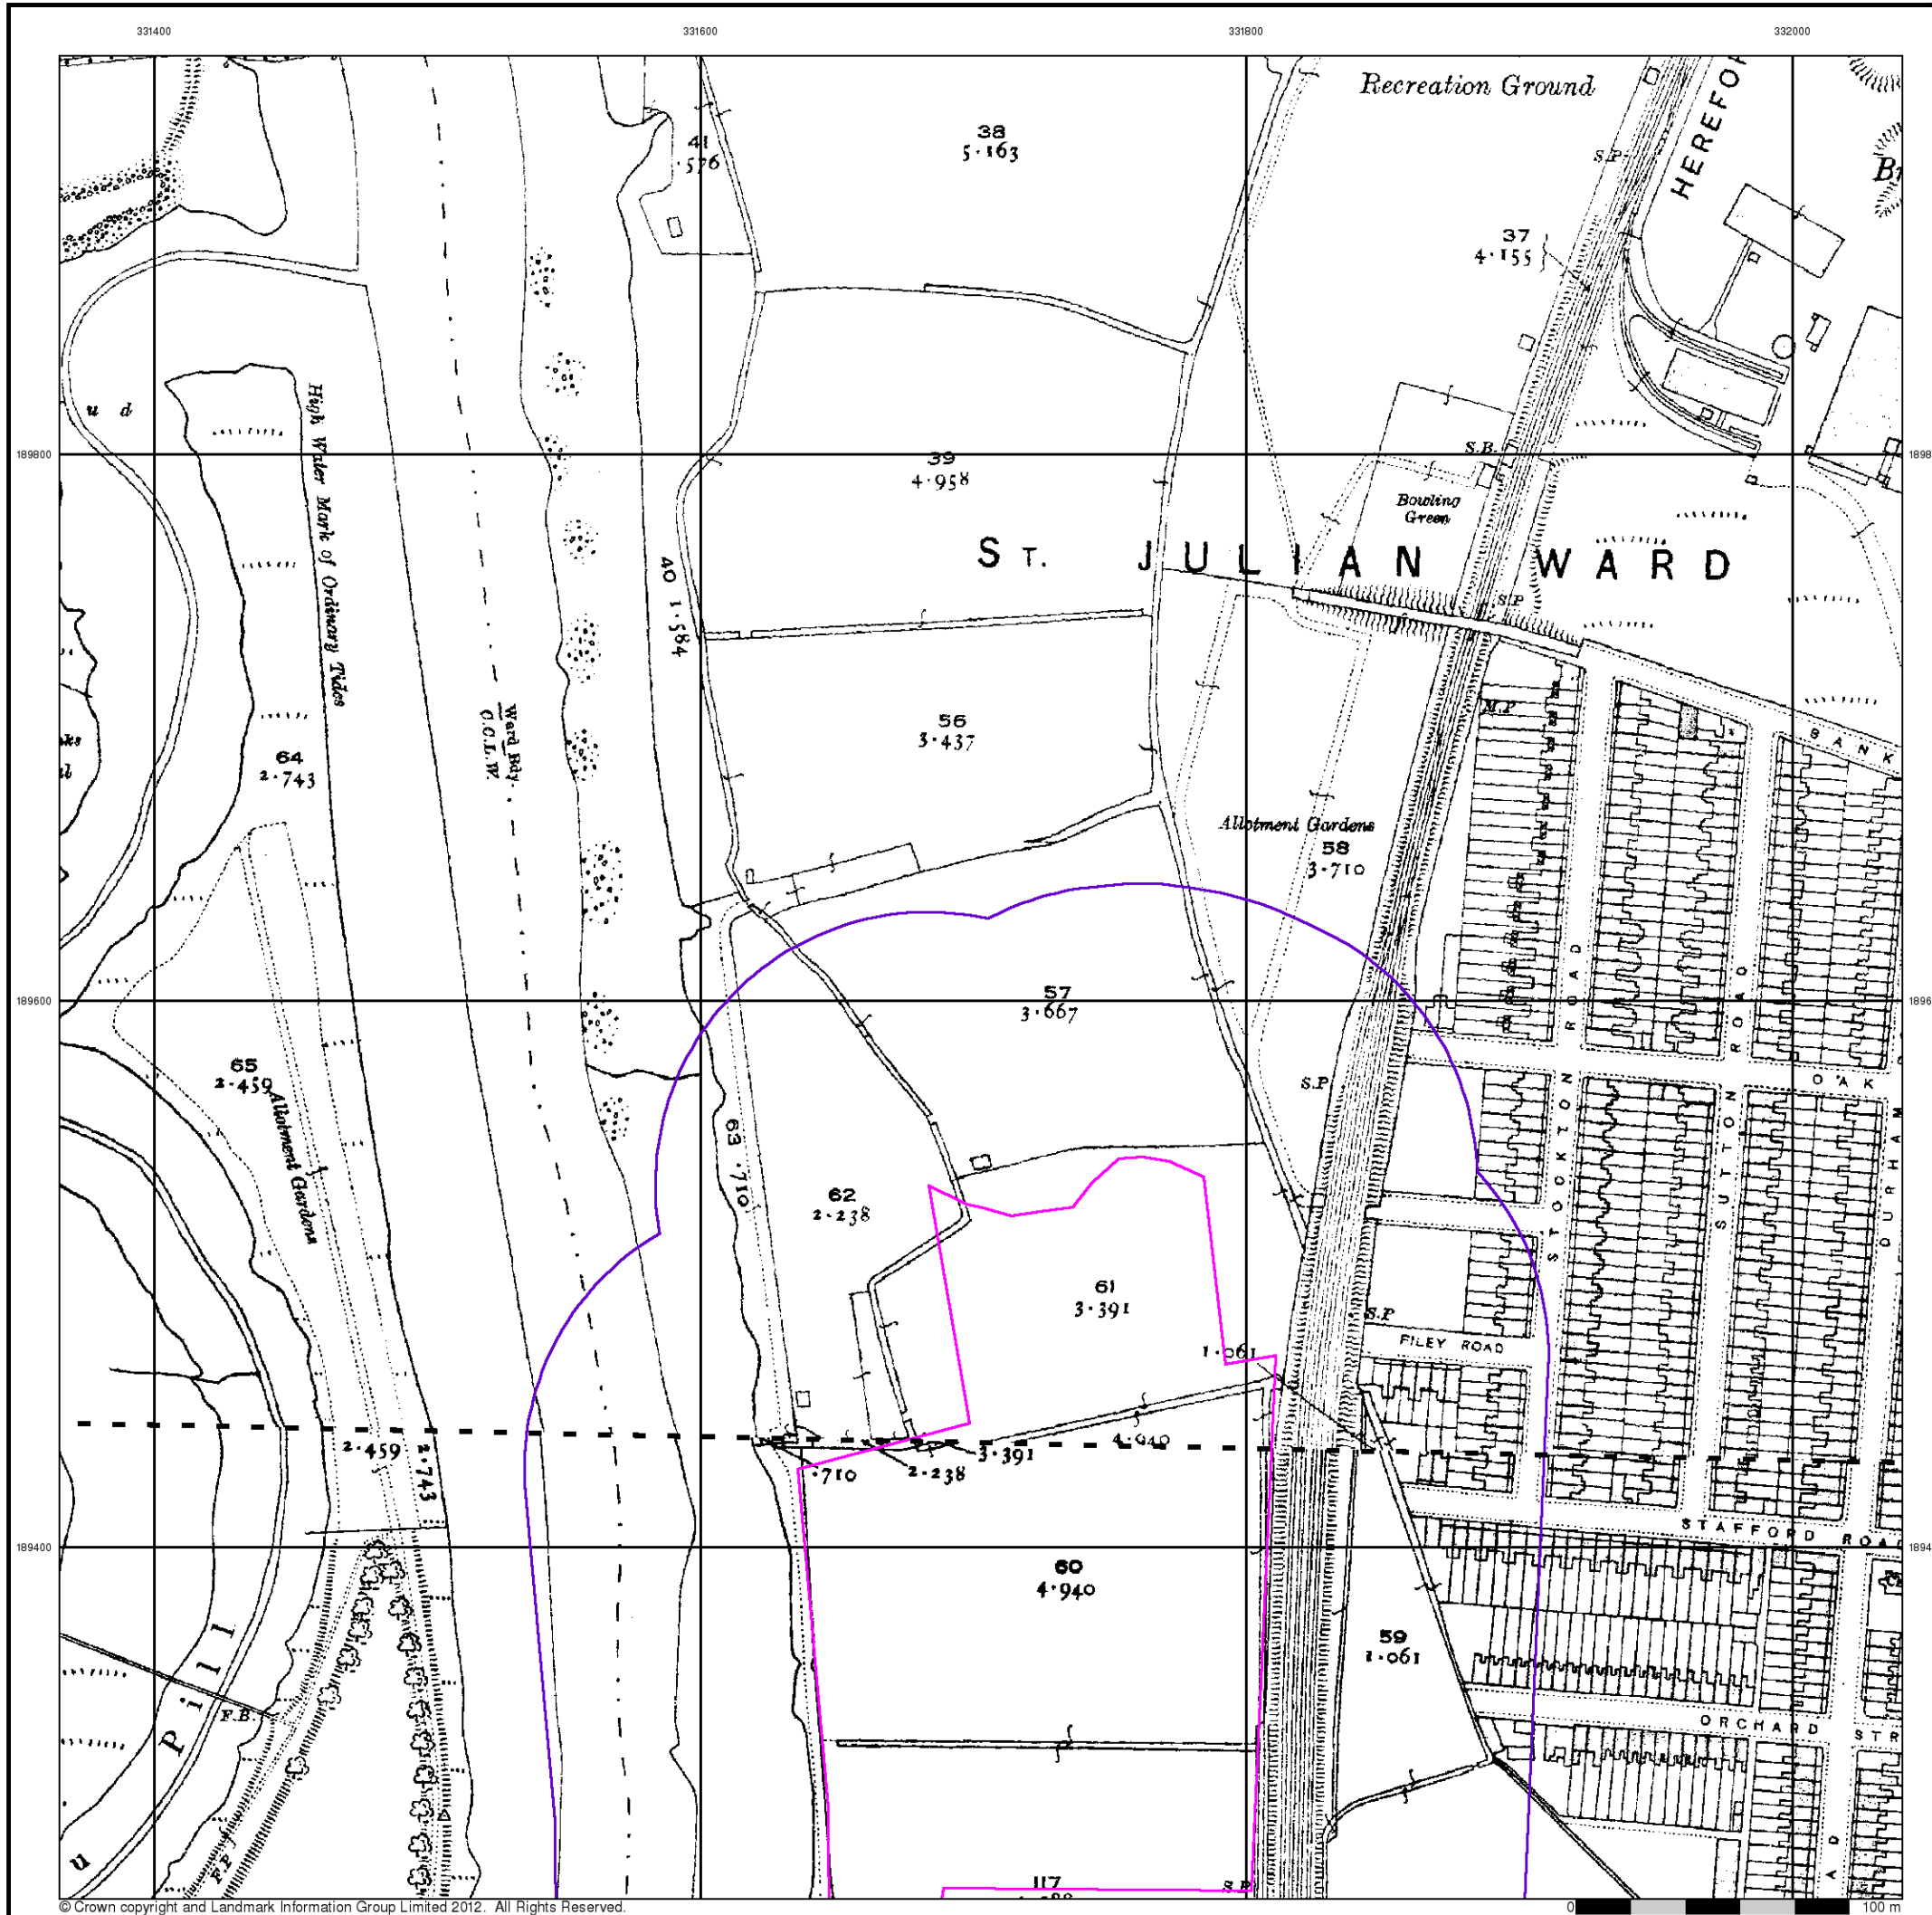 331400
331600
331800
332000
Recreation Ground
38
5·163
41
·576
S.P.
37
4·155
u d
High Water Mark of Ordinary Tides
189800
39
4·958
S.B.
Bowling
Green
ST. JULIAN WARD
40 1·584
S.P
56
3·437
M.P
BANK
Ward Bdy.
C.C.L.W.
64
2·743
Allotment Gardens
58
3·710
189600
57
3·667
STOCKTON ROAD
SUTTON ROAD
OAK
DURHAM
65
2·459
Allotment Gardens
S.P.
63 ·710
62
2·238
61
3·391
S.P
FILEY ROAD
1·061
2·459
2·743
·710
2·238
3·391
189400
STAFFORD ROAD
60
4·940
59
1·061
Pill
F.B.
ORCHARD STR
F.P.
u
117
S.P.
© Crown copyright and Landmark Information Group Limited 2012. All Rights Reserved.
0
100 m